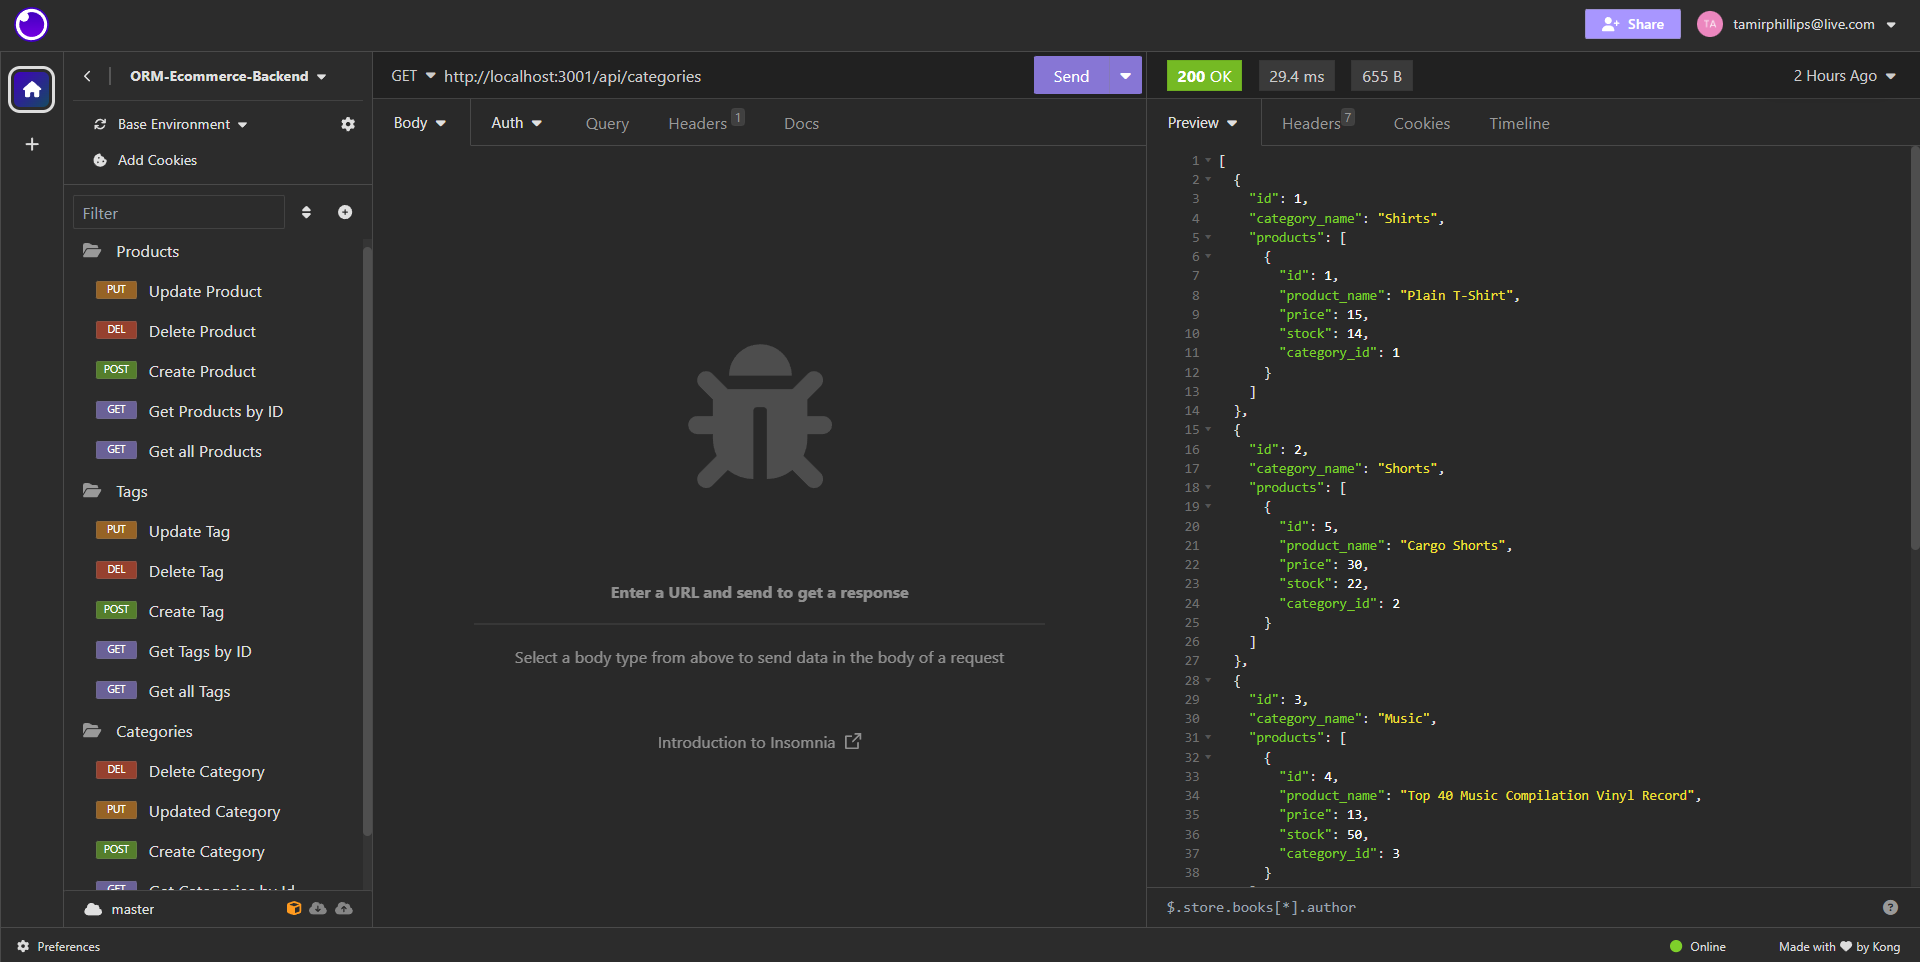 Share
TA
tamirphillips@live.com
ORM-Ecommerce-Backend
Base Environment
Add Cookies
Filter
Products
PUT Update Product
DEL Delete Product
POST Create Product
GET Get Products by ID
GET Get all Products
Tags
PUT Update Tag
DEL Delete Tag
POST Create Tag
GET Get Tags by ID
GET Get all Tags
Categories
DEL Delete Category
PUT Updated Category
POST Create Category
GET Get Categories by Id
master
GET http://localhost:3001/api/categories
Send
Body Auth Query Headers 1 Docs
Enter a URL and send to get a response
Select a body type from above to send data in the body of a request
Introduction to Insomnia
200 OK 29.4 ms 655 B 2 Hours Ago
Preview Headers 7 Cookies Timeline
1 [
2 {
3 "id": 1,
4 "category_name": "Shirts",
5 "products": [
6 {
7 "id": 1,
8 "product_name": "Plain T-Shirt",
9 "price": 15,
10 "stock": 14,
11 "category_id": 1
12 }
13 ]
14 },
15 {
16 "id": 2,
17 "category_name": "Shorts",
18 "products": [
19 {
20 "id": 5,
21 "product_name": "Cargo Shorts",
22 "price": 30,
23 "stock": 22,
24 "category_id": 2
25 }
26 ]
27 },
28 {
29 "id": 3,
30 "category_name": "Music",
31 "products": [
32 {
33 "id": 4,
34 "product_name": "Top 40 Music Compilation Vinyl Record",
35 "price": 13,
36 "stock": 50,
37 "category_id": 3
38 }
$.store.books[*].author
?
Preferences
Online
Made with ♥ by Kong